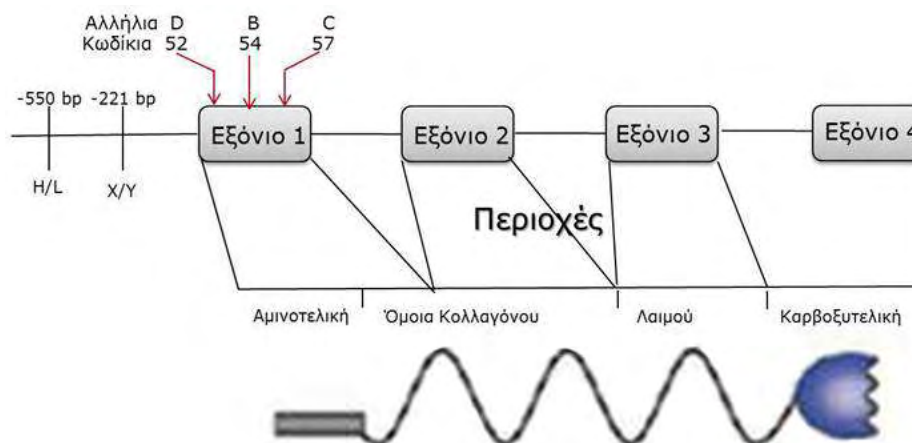 Αλλήλια D B C
Κωδίκια 52 54 57
-550 bp -221 bp
Εξόνιο 1 Εξόνιο 2 Εξόνιο 3 Εξόνιο 4
H/L X/Y
Περιοχές
Αμινοτελική Όμοια Κολλαγόνου Λαιμού Καρβοξυτελική